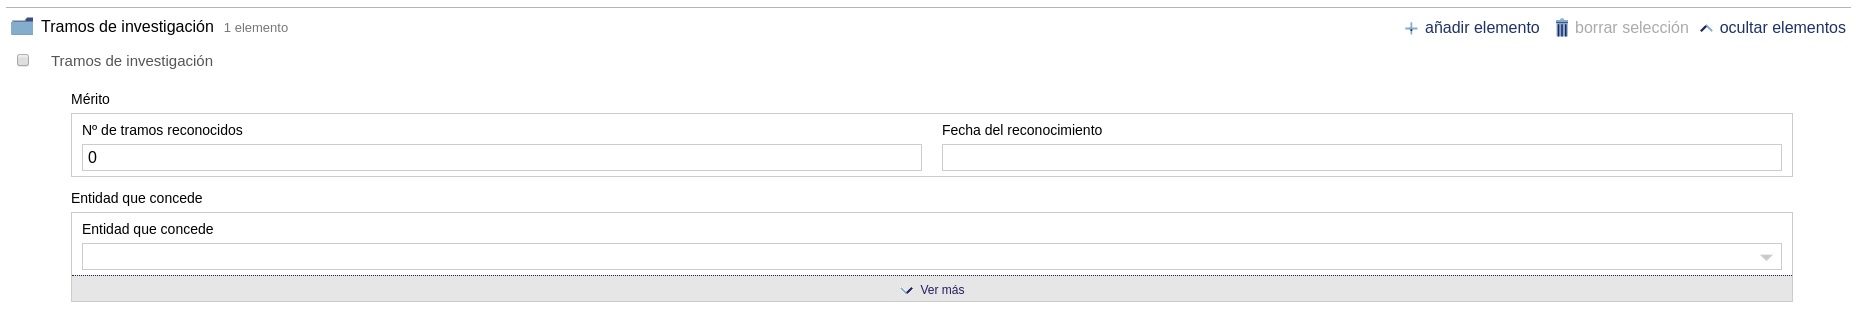 Tramos de investigación 1 elemento añadir elemento borrar selección ocultar elementos
Tramos de investigación
Mérito
Nº de tramos reconocidos Fecha del reconocimiento
0
Entidad que concede
Entidad que concede
Ver más